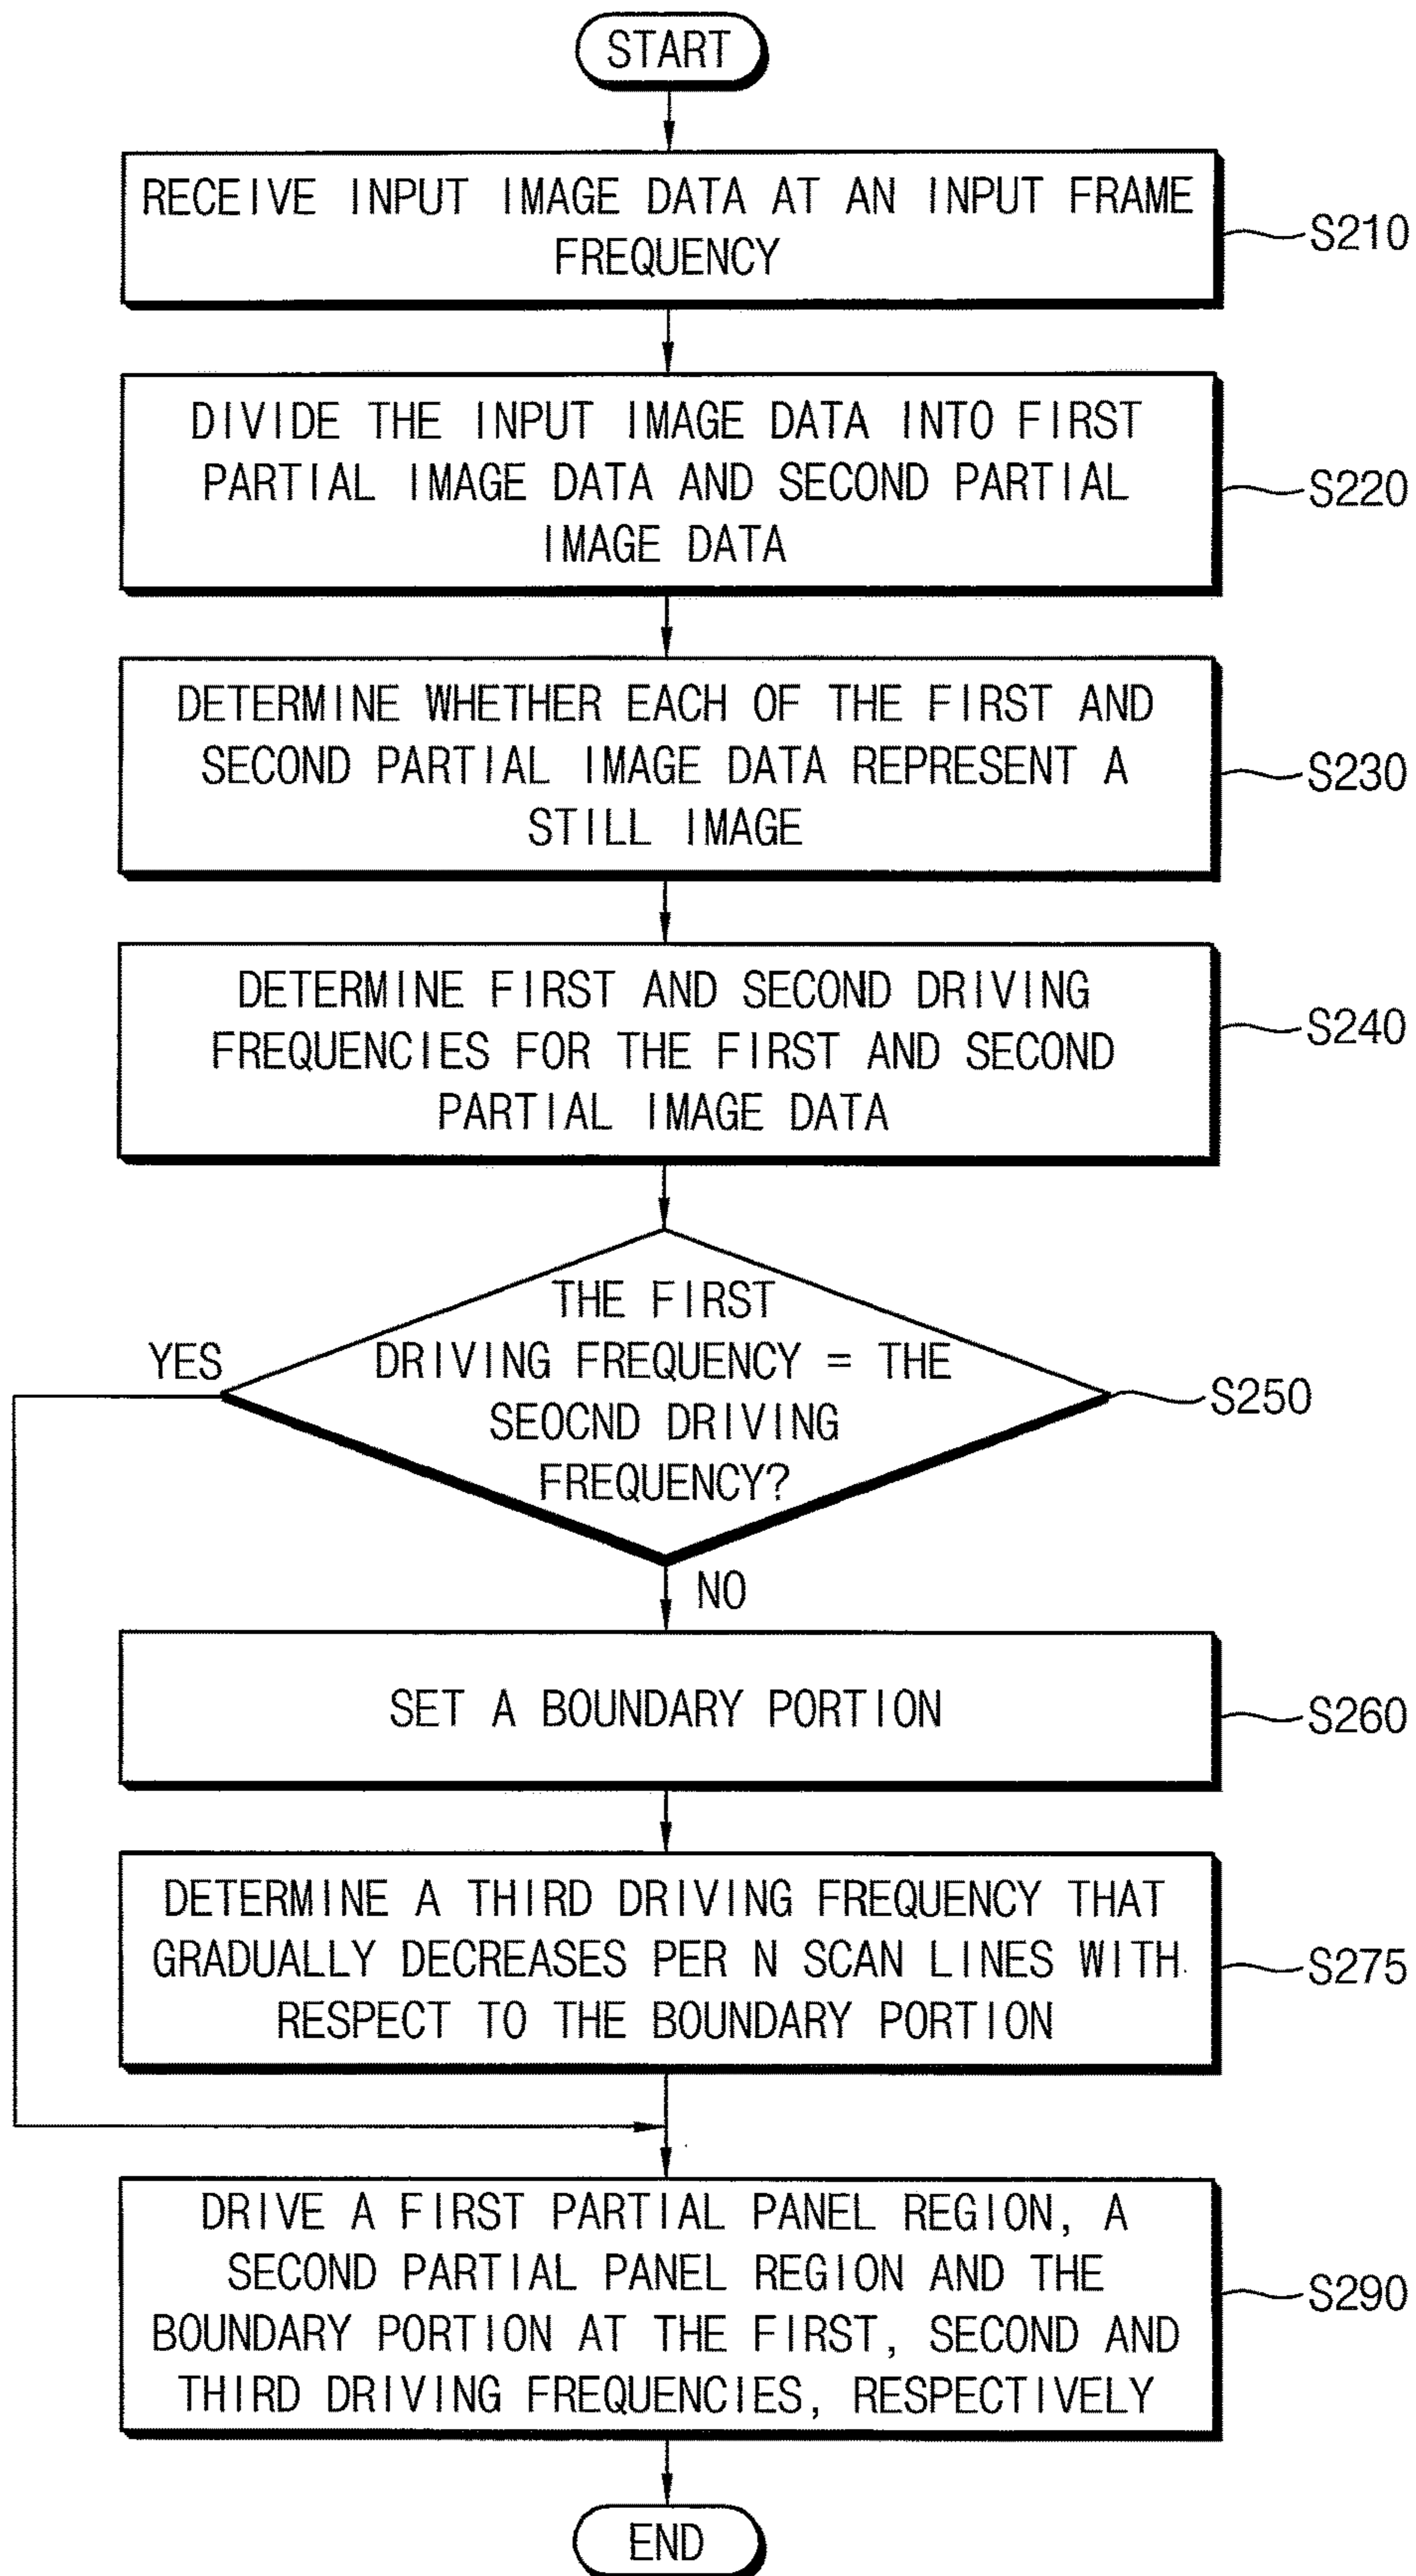 START
RECEIVE INPUT IMAGE DATA AT AN INPUT FRAME
FREQUENCY
S210
DIVIDE THE INPUT IMAGE DATA INTO FIRST
PARTIAL IMAGE DATA AND SECOND PARTIAL
IMAGE DATA
S220
DETERMINE WHETHER EACH OF THE FIRST AND
SECOND PARTIAL IMAGE DATA REPRESENT A
STILL IMAGE
S230
DETERMINE FIRST AND SECOND DRIVING
FREQUENCIES FOR THE FIRST AND SECOND
PARTIAL IMAGE DATA
S240
THE FIRST
DRIVING FREQUENCY = THE
SEOCND DRIVING
FREQUENCY?
YES
S250
NO
SET A BOUNDARY PORTION
S260
DETERMINE A THIRD DRIVING FREQUENCY THAT
GRADUALLY DECREASES PER N SCAN LINES WITH
RESPECT TO THE BOUNDARY PORTION
S275
DRIVE A FIRST PARTIAL PANEL REGION, A
SECOND PARTIAL PANEL REGION AND THE
BOUNDARY PORTION AT THE FIRST, SECOND AND
THIRD DRIVING FREQUENCIES, RESPECTIVELY
S290
END